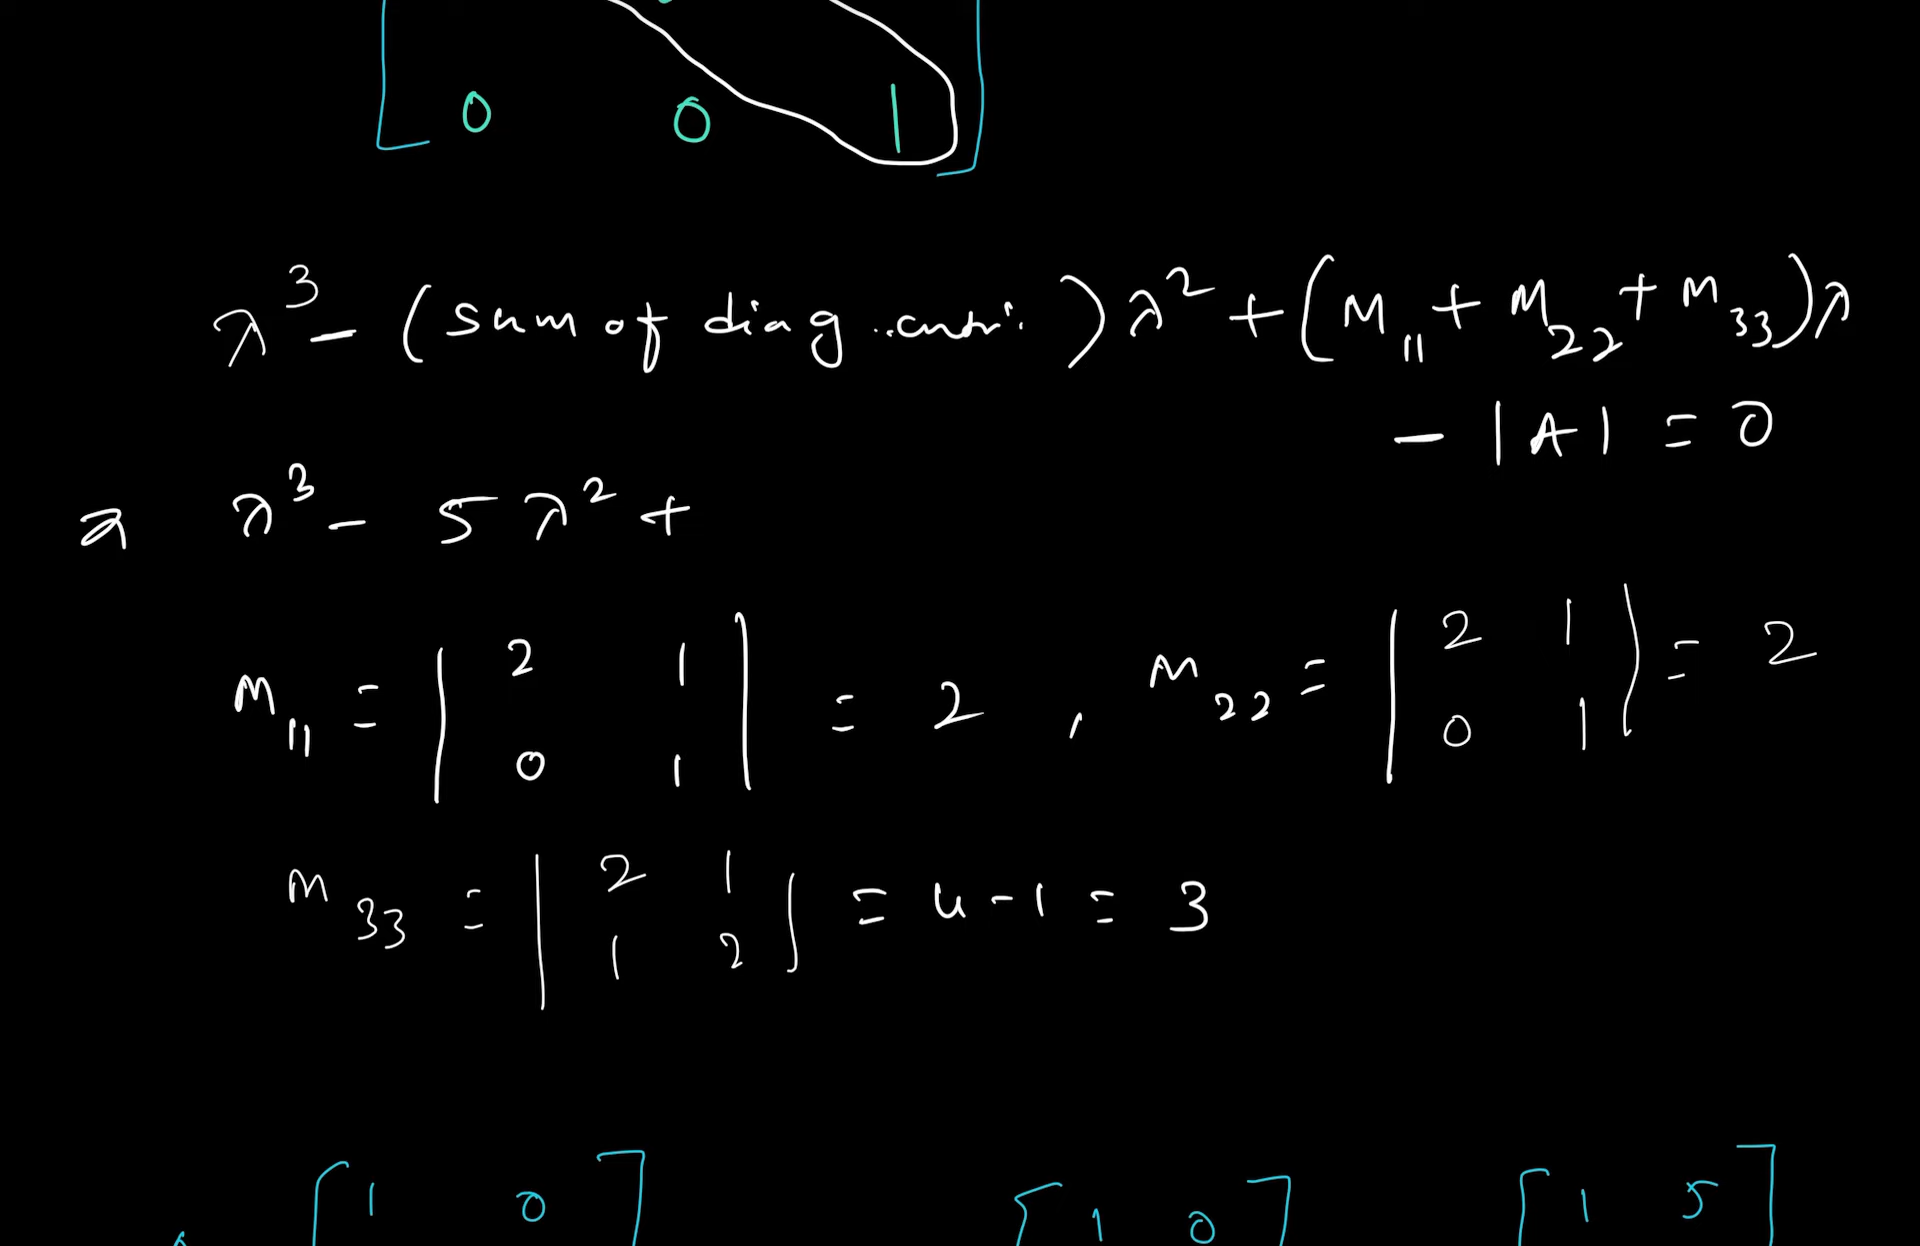 0 0 1
λ³ - (sum of diag. entri.)λ² + (M₁₁ + M₂₂ + M₃₃)λ
- |A| = 0
λ³ - 5λ² +
M₁₁ = | 2 1 | = 2 , M₂₂ = | 2 1 | = 2
0 1 0 1
M₃₃ = | 2 1 | = 4 - 1 = 3
1 2
[1 0] [1 0] [1 5]